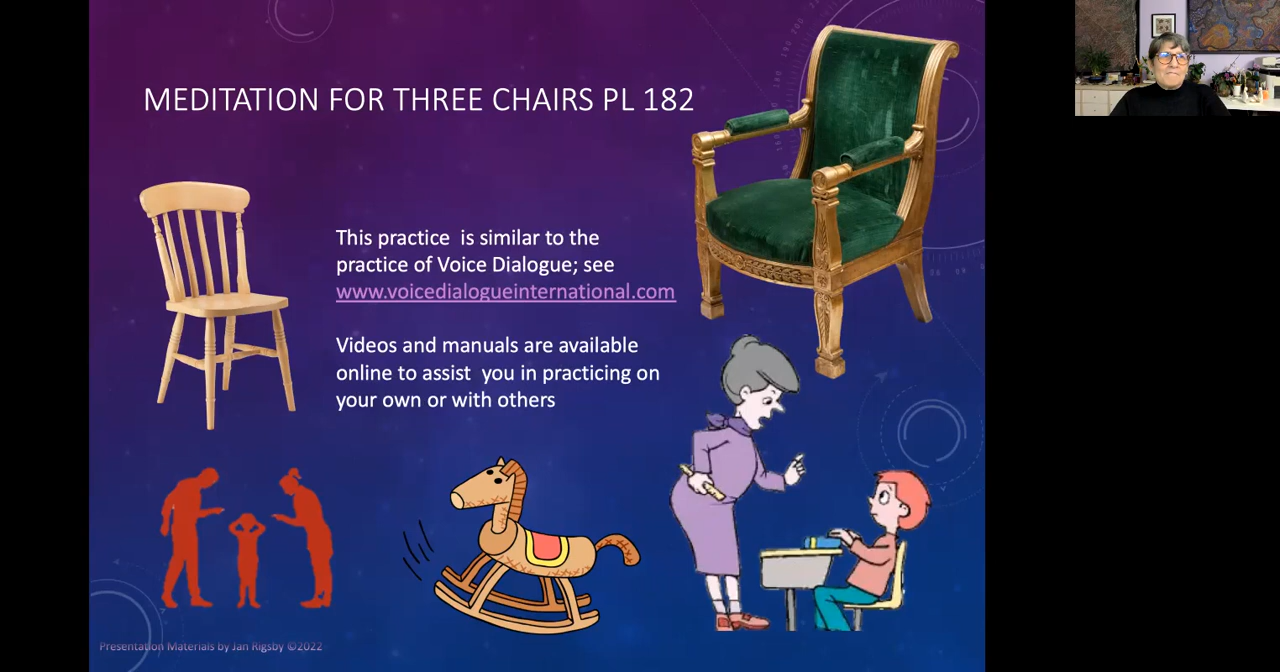 MEDITATION FOR THREE CHAIRS PL 182
This practice  is similar to the
practice of Voice Dialogue; see
www.voicedialogueinternational.com
Videos and manuals are available
online to assist  you in practicing on
your own or with others
Presentation Materials by Jan Rigsby ©2022